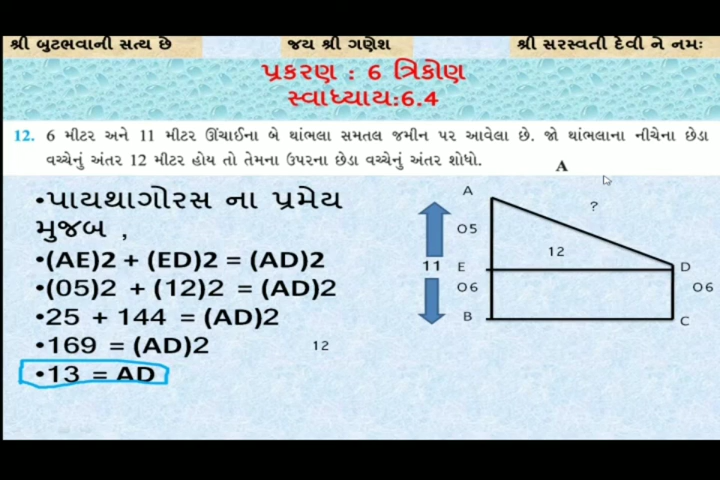 શ્રી બુટભવાની સત્ય છે
જય શ્રી ગણેશ
શ્રી સરસ્વતી દેવી ને નમઃ
પ્રકરણ : 6 ત્રિકોણ
સ્વાધ્યાય:6.4
12. 6 મીટર અને 11 મીટર ઊંચાઈના બે થાંભલા સમતલ જમીન પર આવેલા છે. જો થાંભલાના નીચેના છેડા
વચ્ચેનું અંતર 12 મીટર હોય તો તેમના ઉપરના છેડા વચ્ચેનું અંતર શોધો.
A
•પાયથાગોરસ ના પ્રમેય
મુજબ ,
•(AE)2 + (ED)2 = (AD)2
•(05)2 + (12)2 = (AD)2
•25 + 144 = (AD)2
•169 = (AD)2
12
•13 = AD
A
?
05
12
11
E
D
06
06
B
C